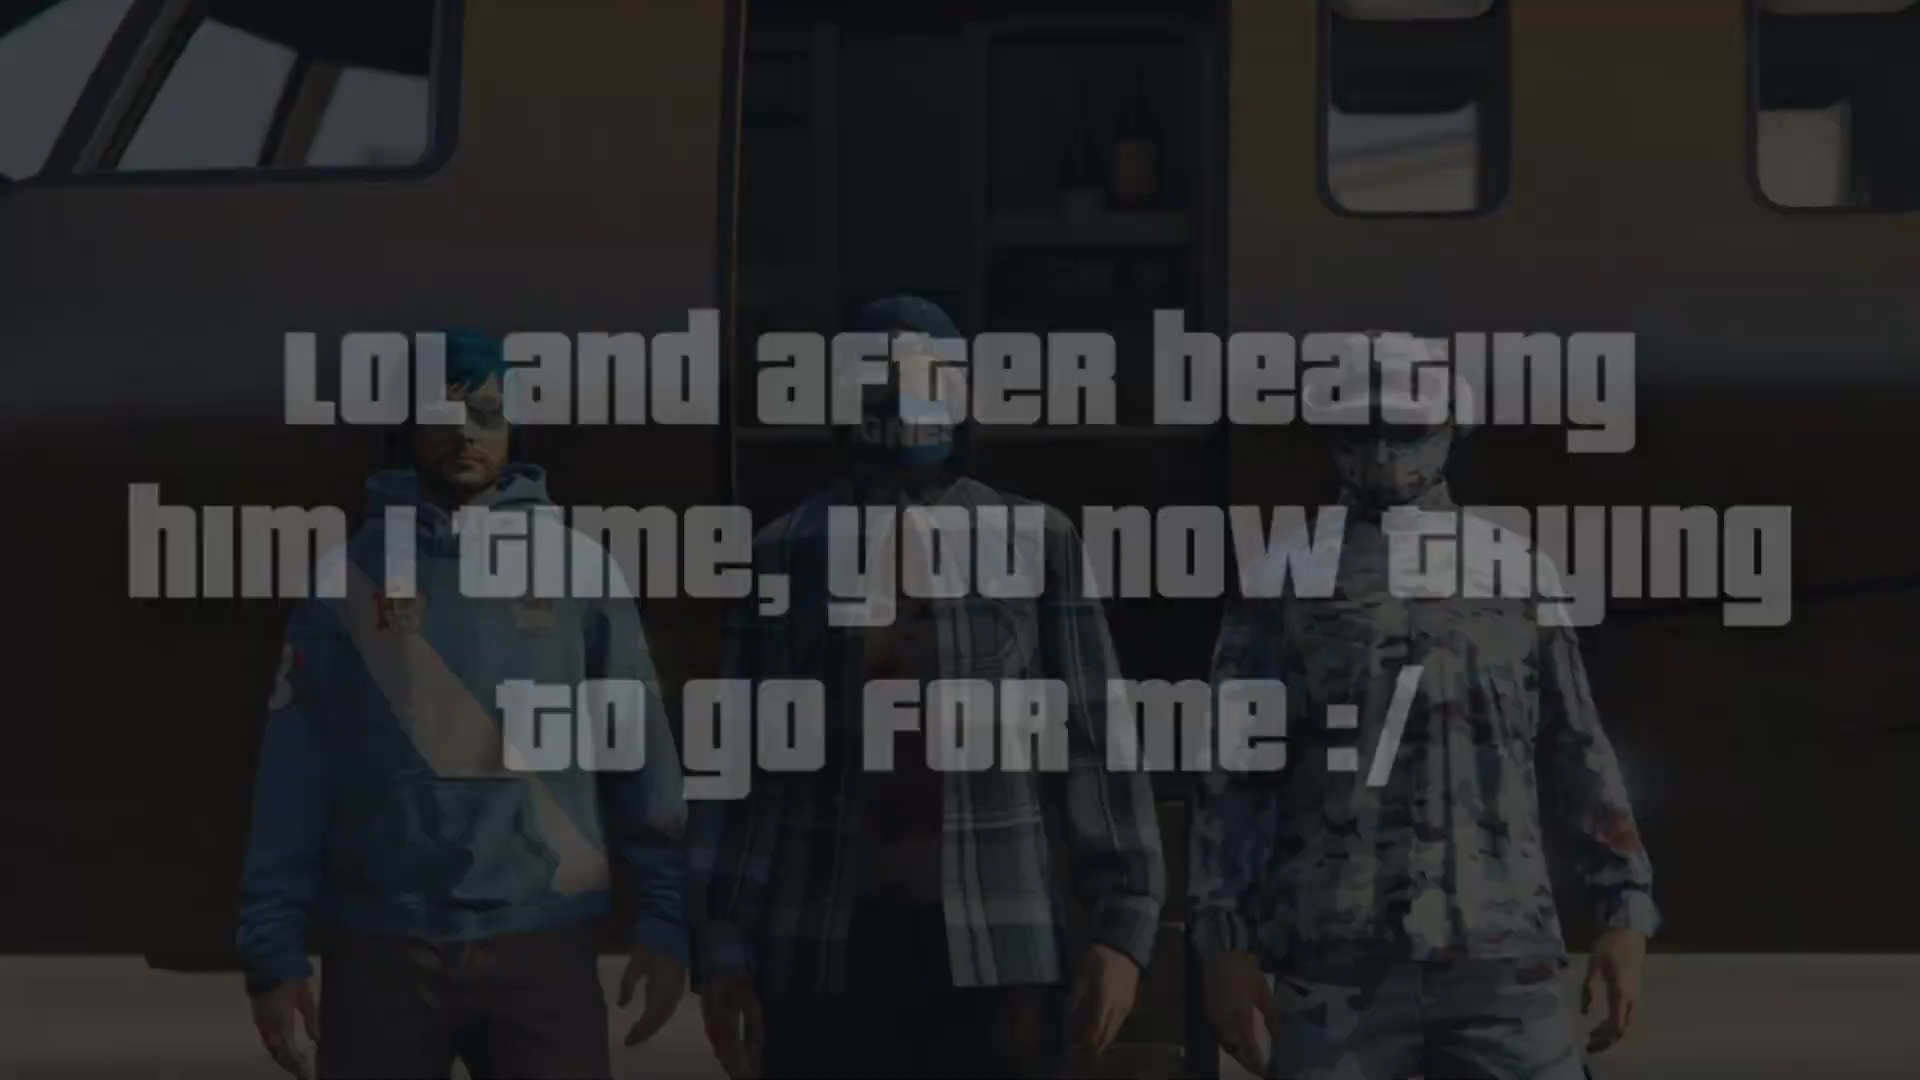 LOL and after beating
him 1 time, you now trying
to go for me :/